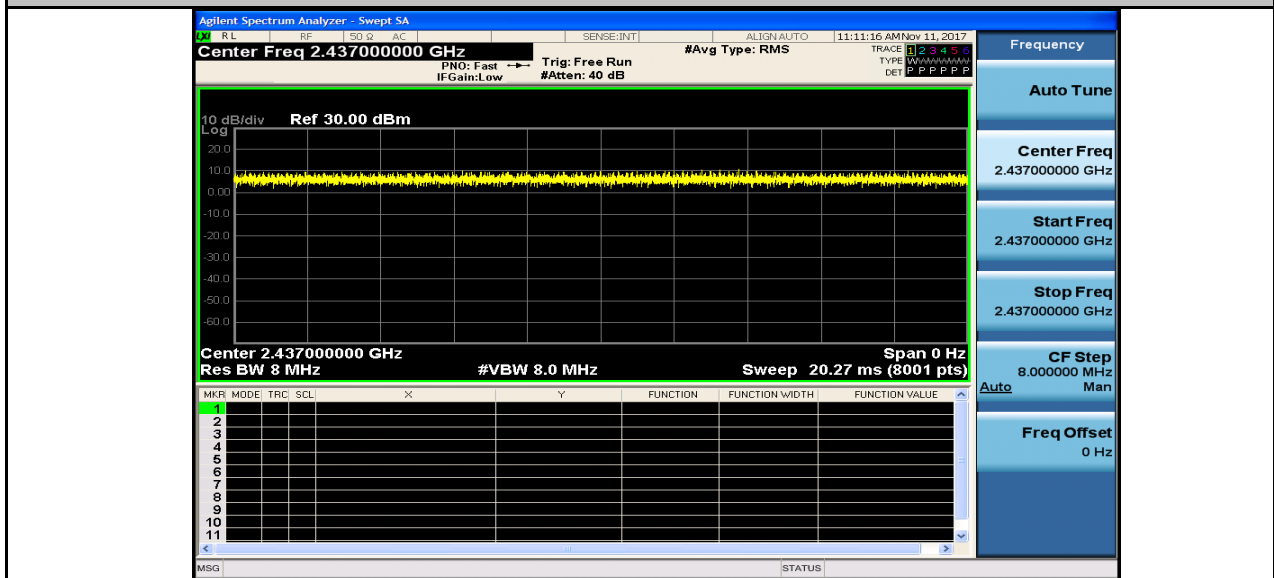 Agilent Spectrum Analyzer - Swept SA
LXI RL RF 50 Ω AC SENSE:INT ALIGN AUTO 11:11:16 AM Nov 11, 2017
Center Freq 2.437000000 GHz #Avg Type: RMS TRACE 1 2 3 4 5 6
PNO: Fast Trig: Free Run TYPE WWWWWW
IFGain:Low #Atten: 40 dB DET P P P P P P
10 dB/div Ref 30.00 dBm
Log
20.0
10.0
0.00
-10.0
-20.0
-30.0
-40.0
-50.0
-60.0
Center 2.437000000 GHz Span 0 Hz
Res BW 8 MHz #VBW 8.0 MHz Sweep 20.27 ms (8001 pts)
MKR MODE TRC SCL X Y FUNCTION FUNCTION WIDTH FUNCTION VALUE
1
2
3
4
5
6
7
8
9
10
11
MSG STATUS
Frequency
Auto Tune
Center Freq
2.437000000 GHz
Start Freq
2.437000000 GHz
Stop Freq
2.437000000 GHz
CF Step
8.000000 MHz
Auto Man
Freq Offset
0 Hz